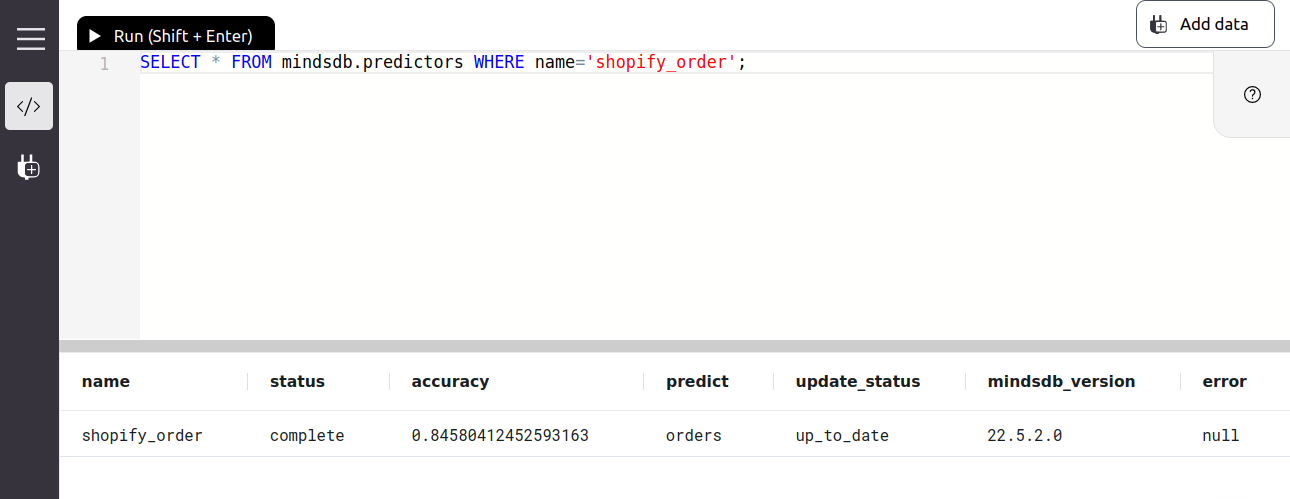 Run (Shift + Enter)
Add data
1 SELECT * FROM mindsdb.predictors WHERE name='shopify_order';
name status accuracy predict update_status mindsdb_version error
shopify_order complete 0.84580412452593163 orders up_to_date 22.5.2.0 null